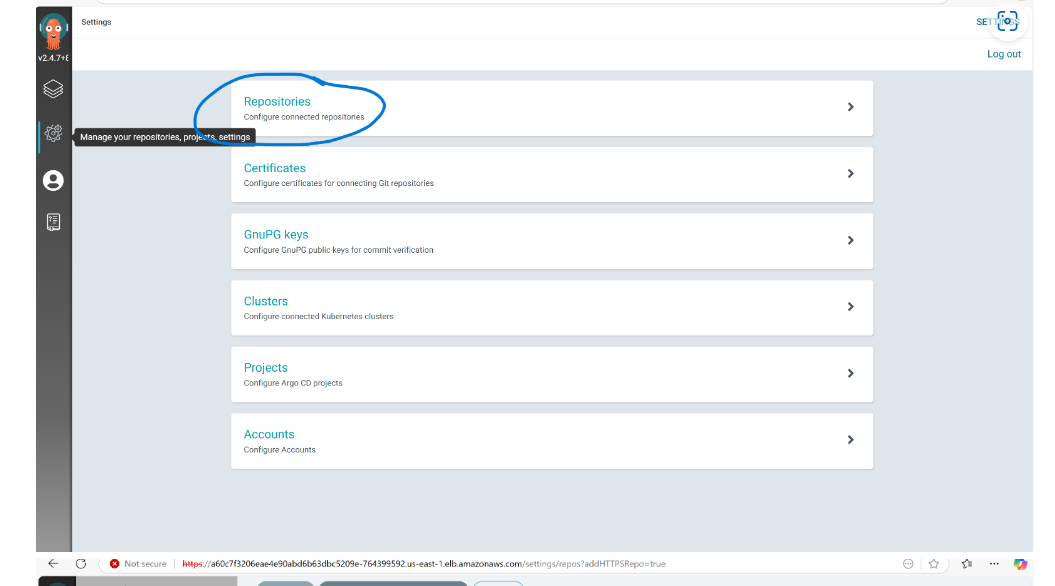 Settings
SETTINGS
v2.4.7+8
Log out
Repositories
Configure connected repositories
Manage your repositories, projects, settings
Certificates
Configure certificates for connecting Git repositories
GnuPG keys
Configure GnuPG public keys for commit verification
Clusters
Configure connected Kubernetes clusters
Projects
Configure Argo CD projects
Accounts
Configure Accounts
Not secure https://a60c7f3206eae4e90abd6b63dbc5209e-764399592.us-east-1.elb.amazonaws.com/settings/repos?addHTTPSRepo=true